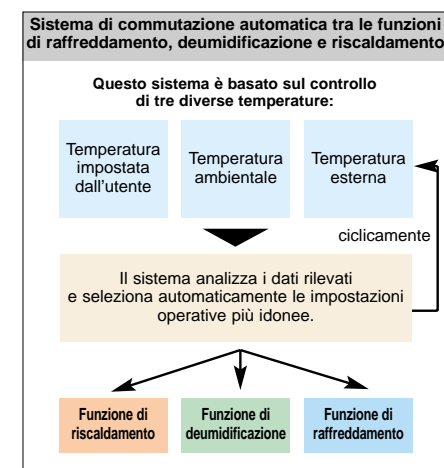 Sistema di commutazione automatica tra le funzioni
di raffreddamento, deumidificazione e riscaldamento
Questo sistema è basato sul controllo
di tre diverse temperature:
Temperatura
impostata
dall'utente
Temperatura
ambientale
Temperatura
esterna
ciclicamente
Il sistema analizza i dati rilevati
e seleziona automaticamente le impostazioni
operative più idonee.
Funzione di
riscaldamento
Funzione di
deumidificazione
Funzione di
raffreddamento